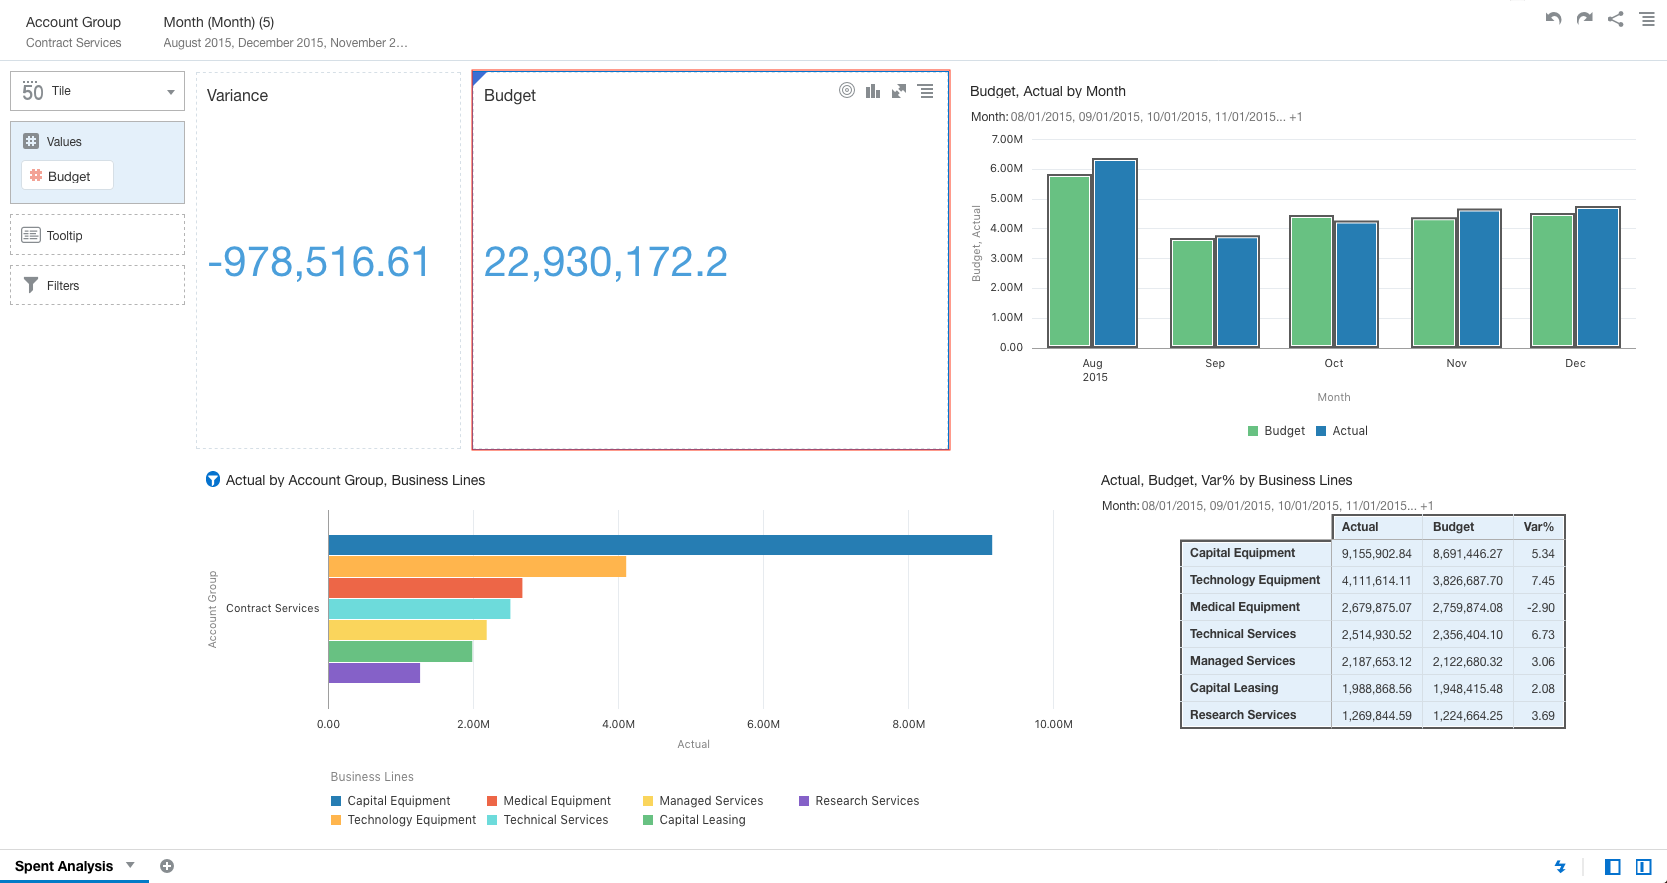 Account Group
Contract Services
Month (Month) (5)
August 2015, December 2015, November 2...
50 Tile
Values
Budget
Tooltip
Filters
Variance
-978,516.61
Budget
22,930,172.2
Budget, Actual by Month
Month: 08/01/2015, 09/01/2015, 10/01/2015, 11/01/2015... +1
7.00M
6.00M
5.00M
4.00M
3.00M
2.00M
1.00M
0.00
Budget, Actual
Aug Sep Oct Nov Dec
2015
Month
Budget Actual
Actual by Account Group, Business Lines
Account Group
Contract Services
0.00 2.00M 4.00M 6.00M 8.00M 10.00M
Actual
Business Lines
Capital Equipment Medical Equipment Managed Services Research Services
Technology Equipment Technical Services Capital Leasing
Actual, Budget, Var% by Business Lines
Month: 08/01/2015, 09/01/2015, 10/01/2015, 11/01/2015... +1
Actual Budget Var%
Capital Equipment 9,155,902.84 8,691,446.27 5.34
Technology Equipment 4,111,614.11 3,826,687.70 7.45
Medical Equipment 2,679,875.07 2,759,874.08 -2.90
Technical Services 2,514,930.52 2,356,404.10 6.73
Managed Services 2,187,653.12 2,122,680.32 3.06
Capital Leasing 1,988,868.56 1,948,415.48 2.08
Research Services 1,269,844.59 1,224,664.25 3.69
Spent Analysis